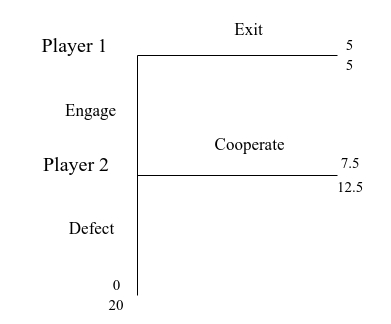 Exit
Player 1
5
5
Engage
Cooperate
Player 2
7.5
12.5
Defect
0
20